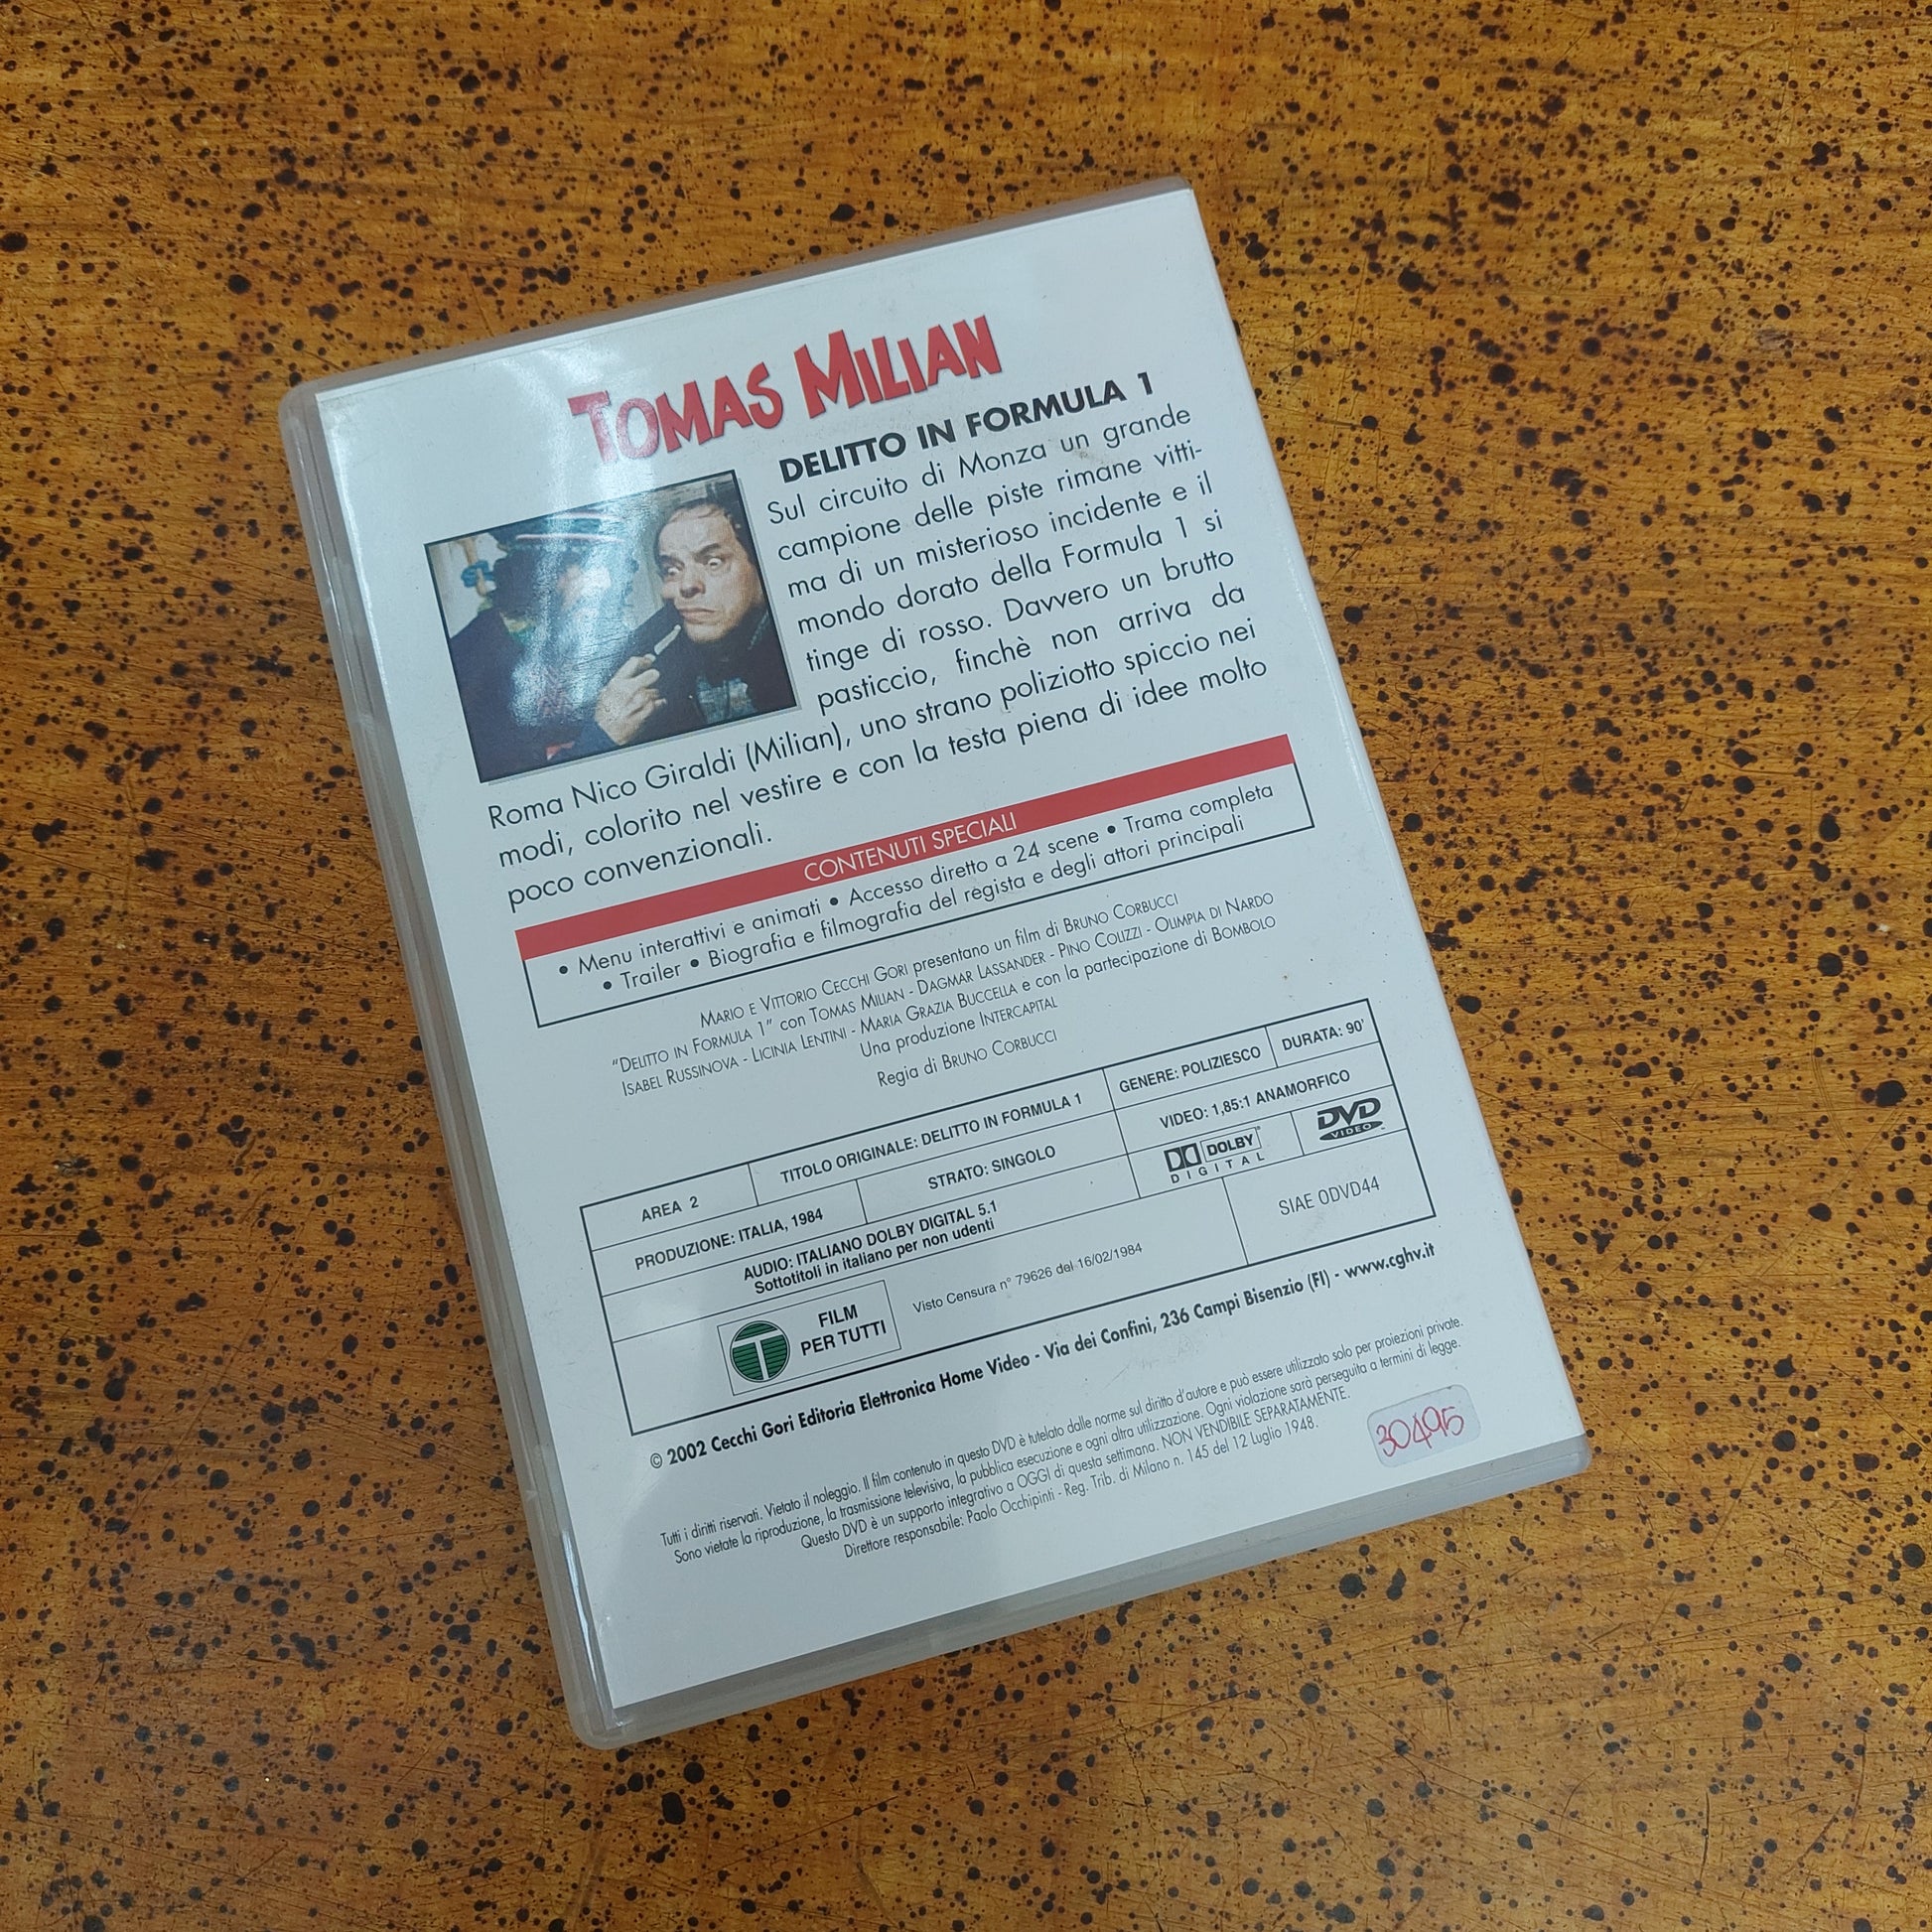 TOMAS MILIAN
DELITTO IN FORMULA 1
Sul circuito di Monza un grande
campione delle piste rimane vitti-
ma di un misterioso incidente e il
mondo dorato della Formula 1 si
tinge di rosso. Davvero un brutto
pasticcio, finchè non arriva da
Roma Nico Giraldi (Milian), uno strano poliziotto spiccio nei
modi, colorito nel vestire e con la testa piena di idee molto
poco convenzionali.
CONTENUTI SPECIALI
• Menu interattivi e animati • Accesso diretto a 24 scene • Trama completa
• Trailer • Biografia e filmografia del regista e degli attori principali
MARIO E VITTORIO CECCHI GORI presentano un film di BRUNO CORBUCCI
"DELITTO IN FORMULA 1" con TOMAS MILIAN - DAGMAR LASSANDER - PINO COLIZZI - OLIMPIA DI NARDO
ISABEL RUSSINOVA - LICINIA LENTINI - MARIA GRAZIA BUCCELLA e con la partecipazione di BOMBOLO
Una produzione INTERCAPITAL
Regia di BRUNO CORBUCCI
AREA 2
TITOLO ORIGINALE: DELITTO IN FORMULA 1
GENERE: POLIZIESCO
DURATA: 90'
PRODUZIONE: ITALIA, 1984
STRATO: SINGOLO
VIDEO: 1,85:1 ANAMORFICO
AUDIO: ITALIANO DOLBY DIGITAL 5.1
Sottotitoli in italiano per non udenti
DOLBY
DIGITAL
DVD
VIDEO
T
FILM
PER TUTTI
Visto Censura n° 79626 del 16/02/1984
SIAE ODVD44
© 2002 Cecchi Gori Editoria Elettronica Home Video - Via dei Confini, 236 Campi Bisenzio (FI) - www.cghv.it
Tutti i diritti riservati. Vietato il noleggio. Il film contenuto in questo DVD è tutelato dalle norme sul diritto d'autore e può essere utilizzato solo per proiezioni private.
Sono vietate la riproduzione, la trasmissione televisiva, la pubblica esecuzione e ogni altra utilizzazione. Ogni violazione sarà perseguita a termini di legge.
Questo DVD è un supporto integrativo a OGGI di questa settimana. NON VENDIBILE SEPARATAMENTE.
Direttore responsabile: Paolo Occhipinti - Reg. Trib. di Milano n. 145 del 12 Luglio 1948.
30495